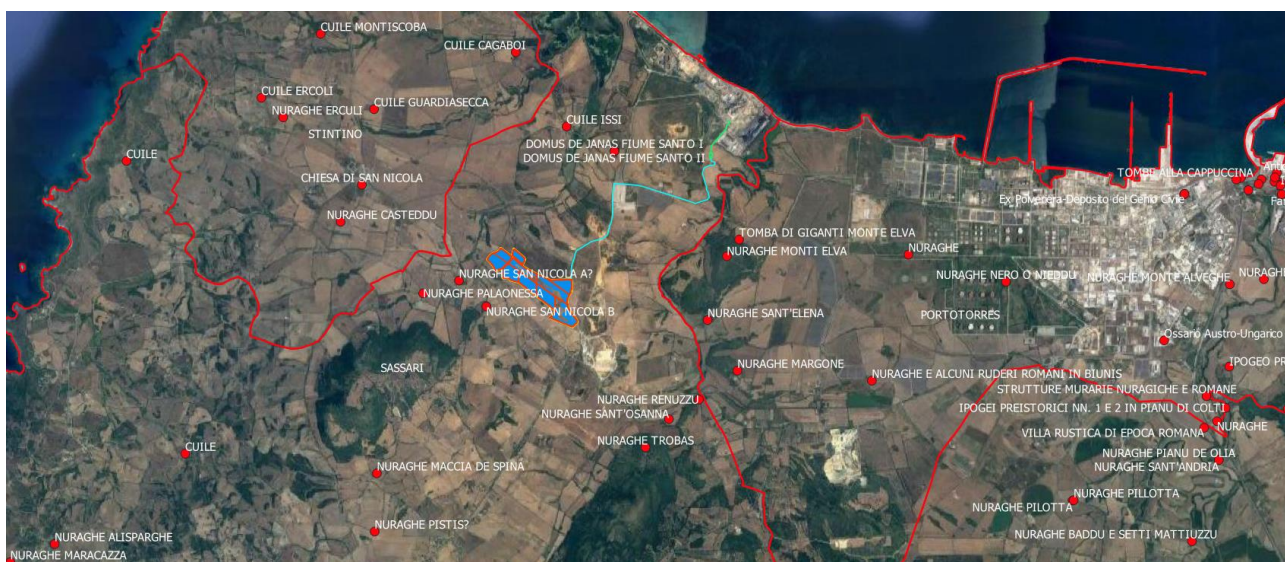 CUILE MONTISCOBA
CUILE CAGABOI
CUILE ERCOLI
CUILE GUARDIASECCA
NURAGHE ERCULI
CUILE ISSI
STINTINO
DOMUS DE JANAS FIUME SANTO I
DOMUS DE JANAS FIUME SANTO II
CUILE
TOMBE ALLA CAPPUCCINA
CHIESA DI SAN NICOLA
Ex Polveriera-Deposito del Genio Civile
NURAGHE CASTEDDU
TOMBA DI GIGANTI MONTE ELVA
NURAGHE MONTI ELVA
NURAGHE
NURAGHE SAN NICOLA A?
NURAGHE NERO O NIEDDU
NURAGHE MONTE ALVEGHE
NURAGHE
NURAGHE PALAONESSA
NURAGHE SAN NICOLA B
NURAGHE SANT'ELENA
PORTOTORRES
Ossario Austro-Ungarico
SASSARI
NURAGHE MARGONE
IPOGEO PR
NURAGHE E ALCUNI RUDERI ROMANI IN BIUNIS
STRUTTURE MURARIE NURAGICHE E ROMANE
NURAGHE RENUZZU
IPOGEI PREISTORICI NN. 1 E 2 IN PIANU DI COLTI
NURAGHE SANT'OSANNA
NURAGHE
VILLA RUSTICA DI EPOCA ROMANA
NURAGHE TROBAS
CUILE
NURAGHE PIANU DE OLIA
NURAGHE MACCIA DE SPINA
NURAGHE SANT'ANDRIA
NURAGHE PILLOTTA
NURAGHE PILOTTA
NURAGHE PISTIS?
NURAGHE BADDU E SETTI MATTIUZZU
NURAGHE ALISPARGHE
NURAGHE MARACAZZA